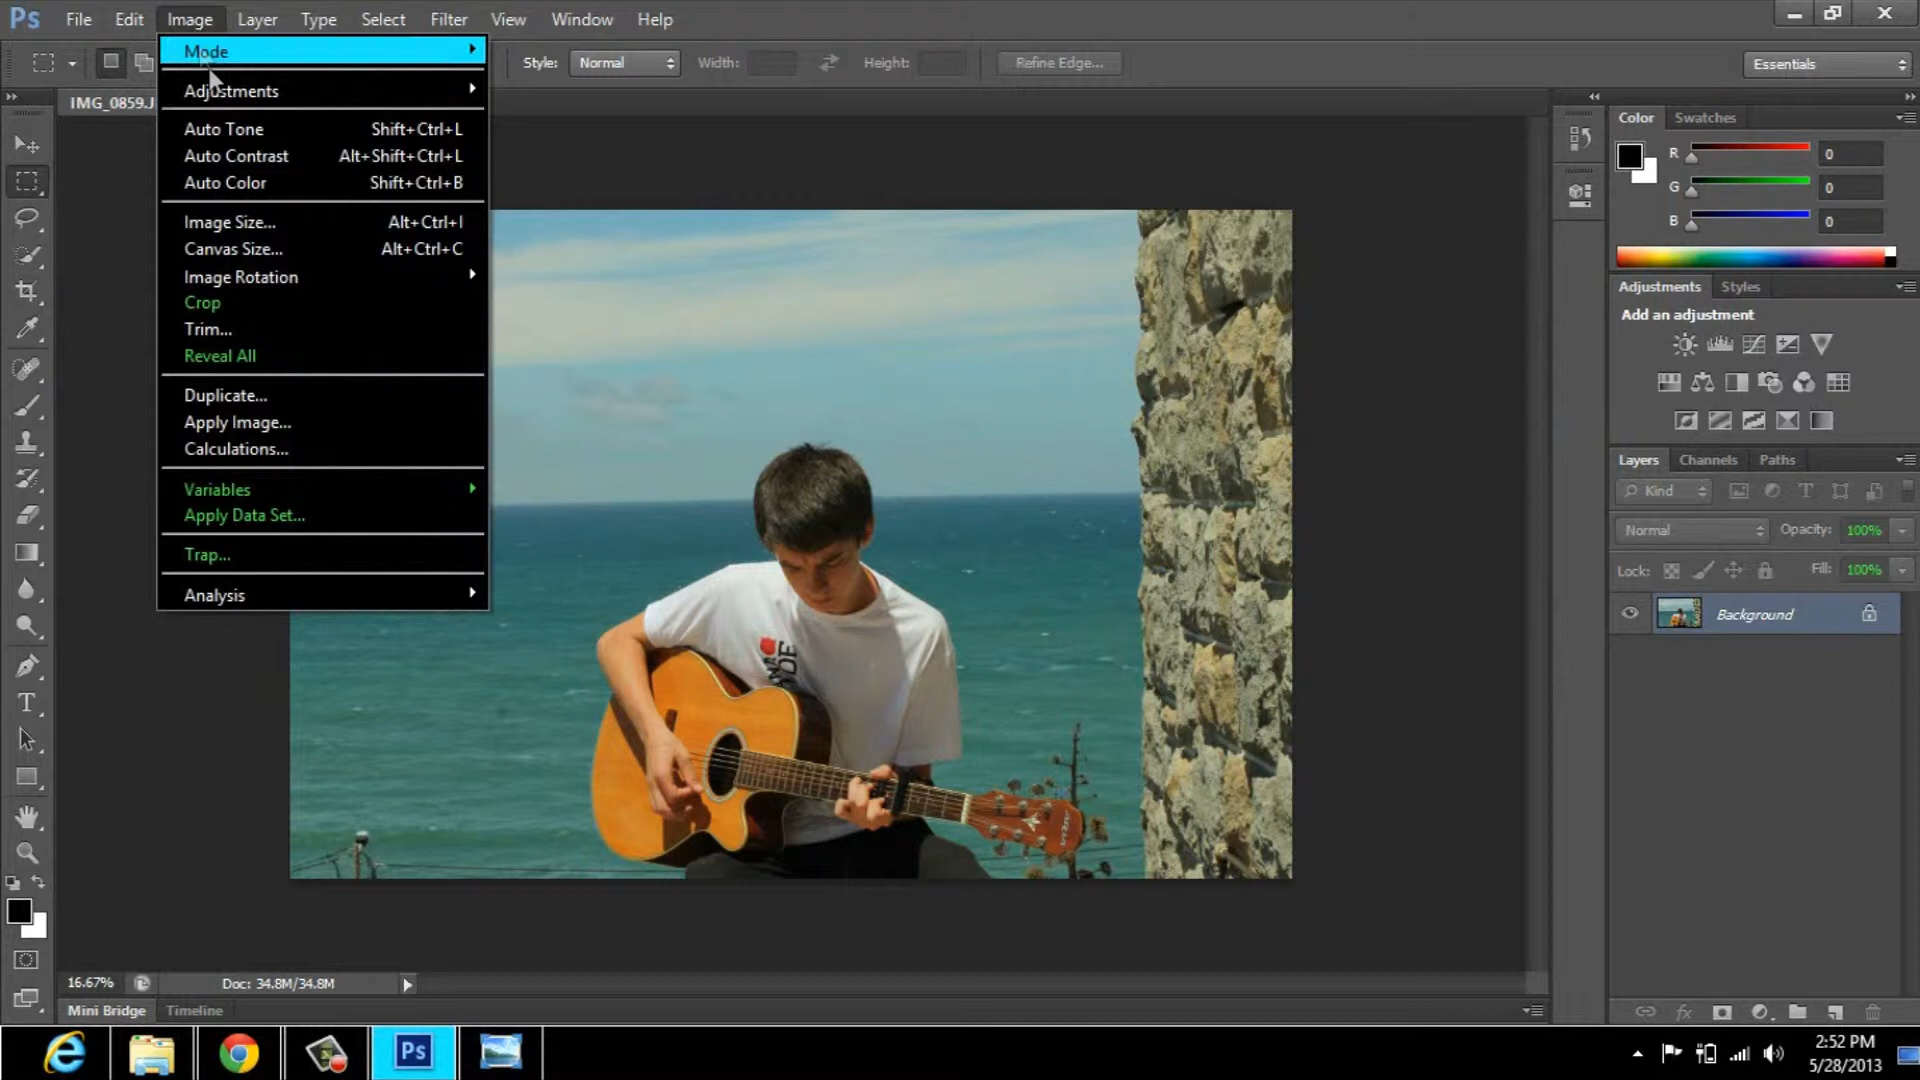 Ps File Edit Image Layer Type Select Filter View Window Help
Style: Normal Width: Height: Refine Edge... Essentials
IMG_0859.J
Mode
Adjustments
Auto Tone Shift+Ctrl+L
Auto Contrast Alt+Shift+Ctrl+L
Auto Color Shift+Ctrl+B
Image Size... Alt+Ctrl+I
Canvas Size... Alt+Ctrl+C
Image Rotation
Crop
Trim...
Reveal All
Duplicate...
Apply Image...
Calculations...
Variables
Apply Data Set...
Trap...
Analysis
Color Swatches
R 0
G 0
B 0
Adjustments Styles
Add an adjustment
Layers Channels Paths
Kind
Normal Opacity: 100%
Lock: Fill: 100%
Background
16.67% Doc: 34.8M/34.8M
Mini Bridge Timeline
Ps
2:52 PM
5/28/2013